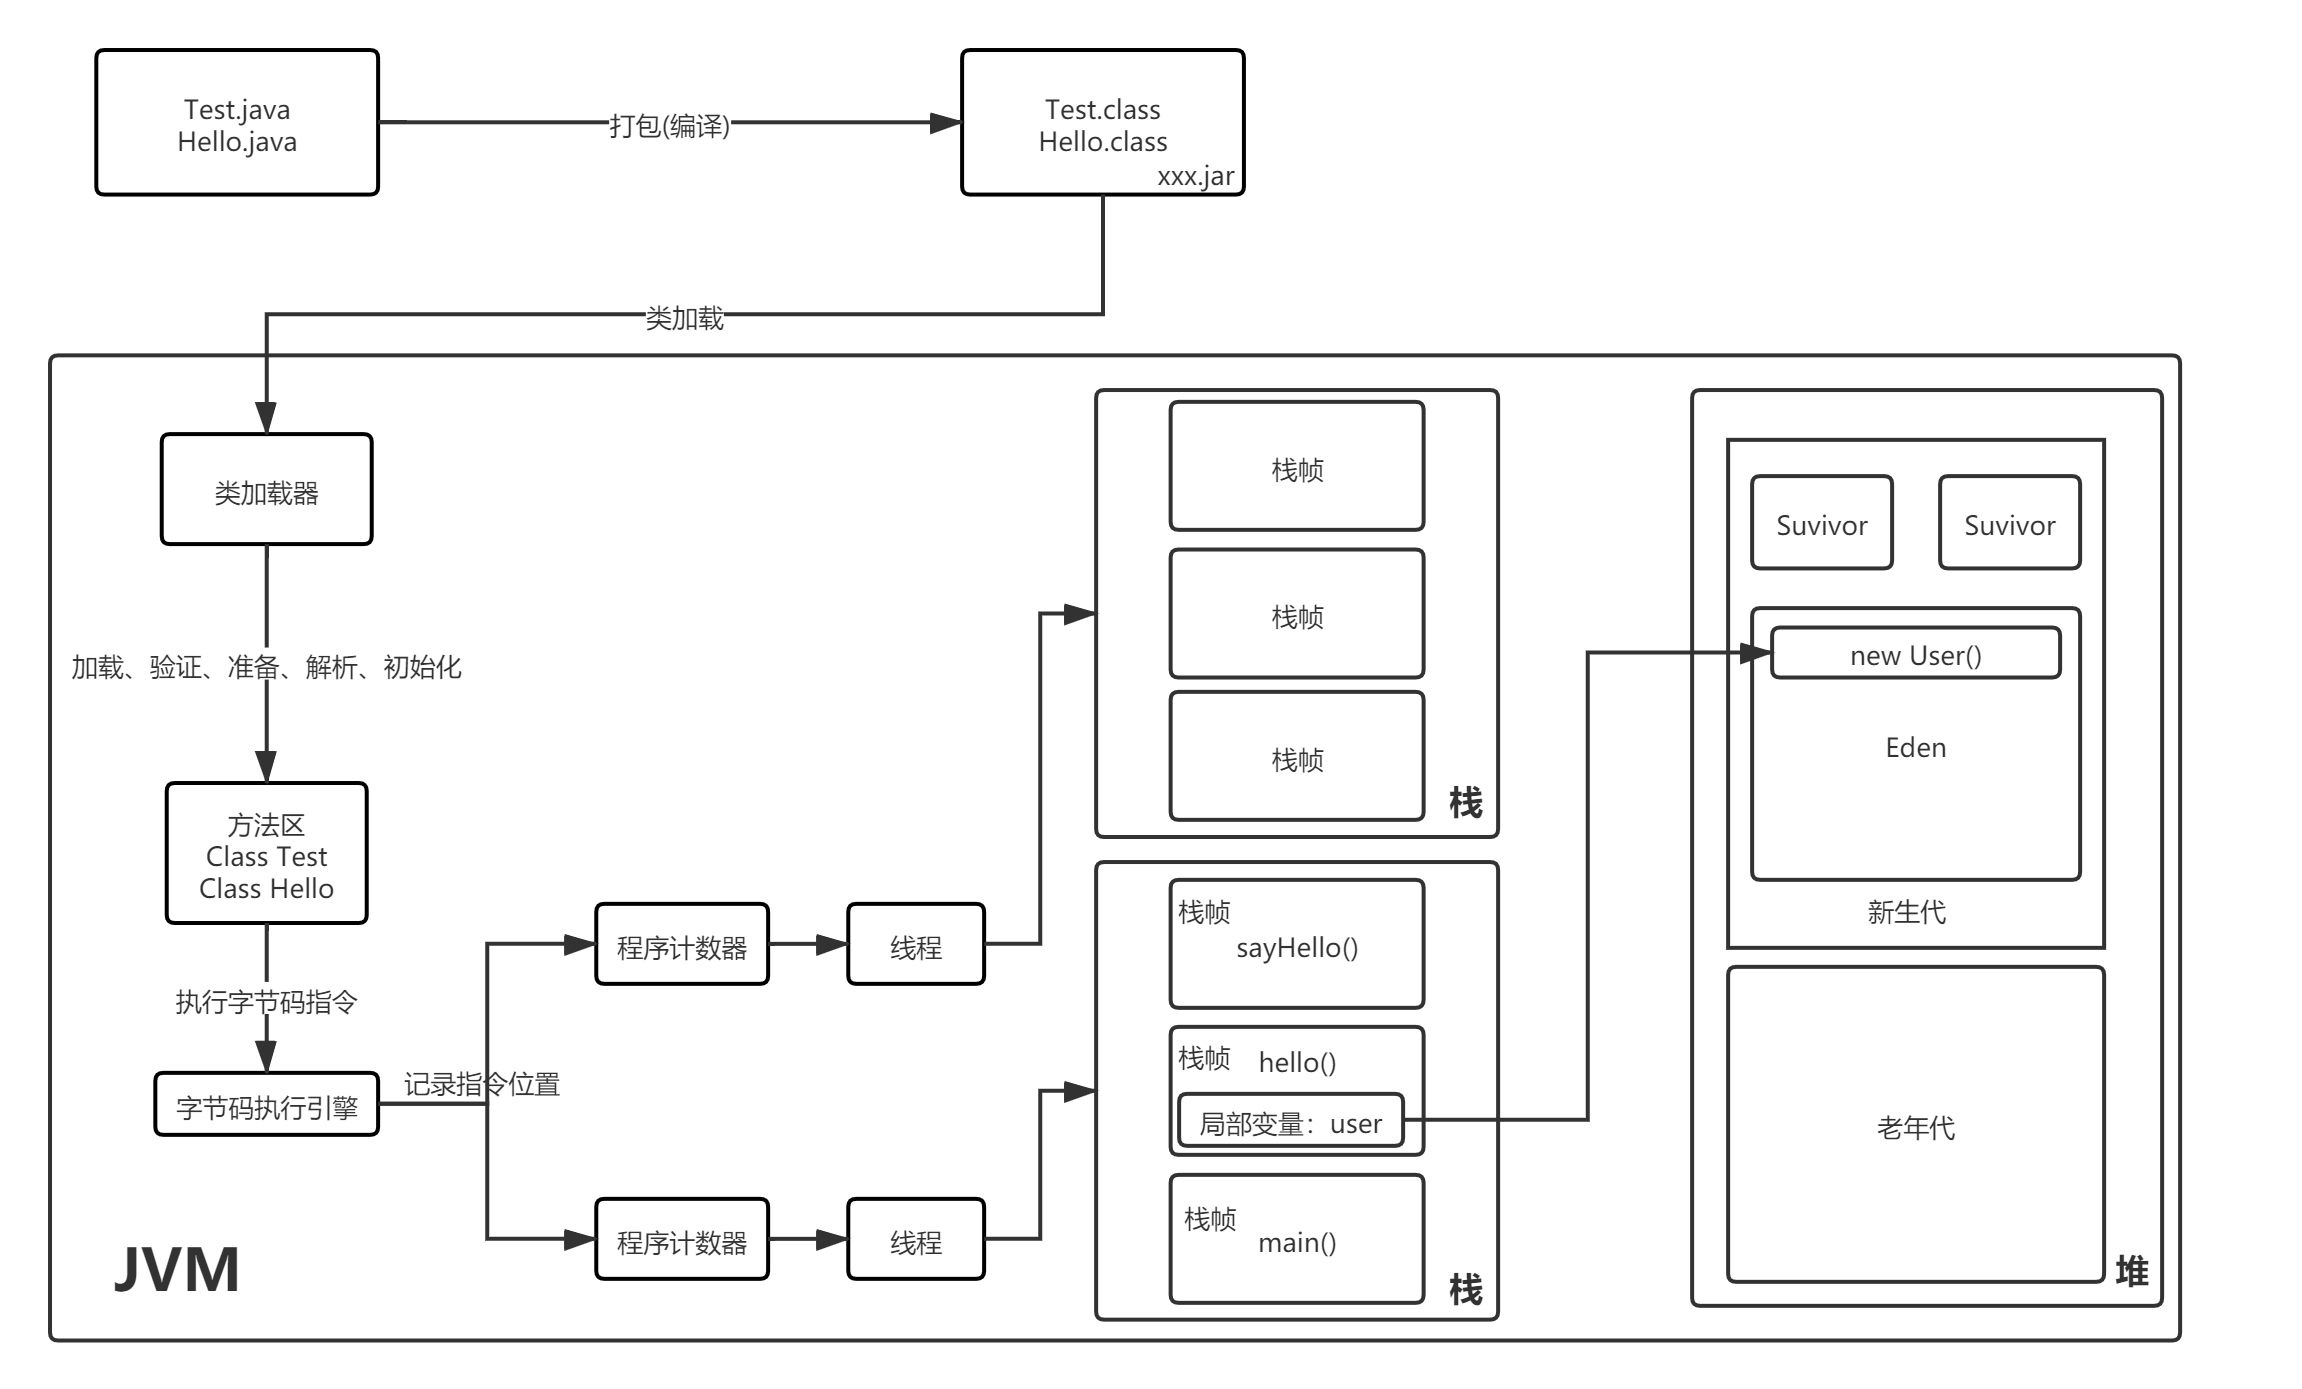 Test.java
Hello.java
打包(编译)
Test.class
Hello.class
xxx.jar
类加载
类加载器
加载、验证、准备、解析、初始化
方法区
Class Test
Class Hello
执行字节码指令
字节码执行引擎
记录指令位置
程序计数器
线程
程序计数器
线程
JVM
栈帧
栈帧
栈帧
栈
栈帧
sayHello()
栈帧
hello()
局部变量：user
栈帧
main()
栈
Suvivor
Suvivor
new User()
Eden
新生代
老年代
堆